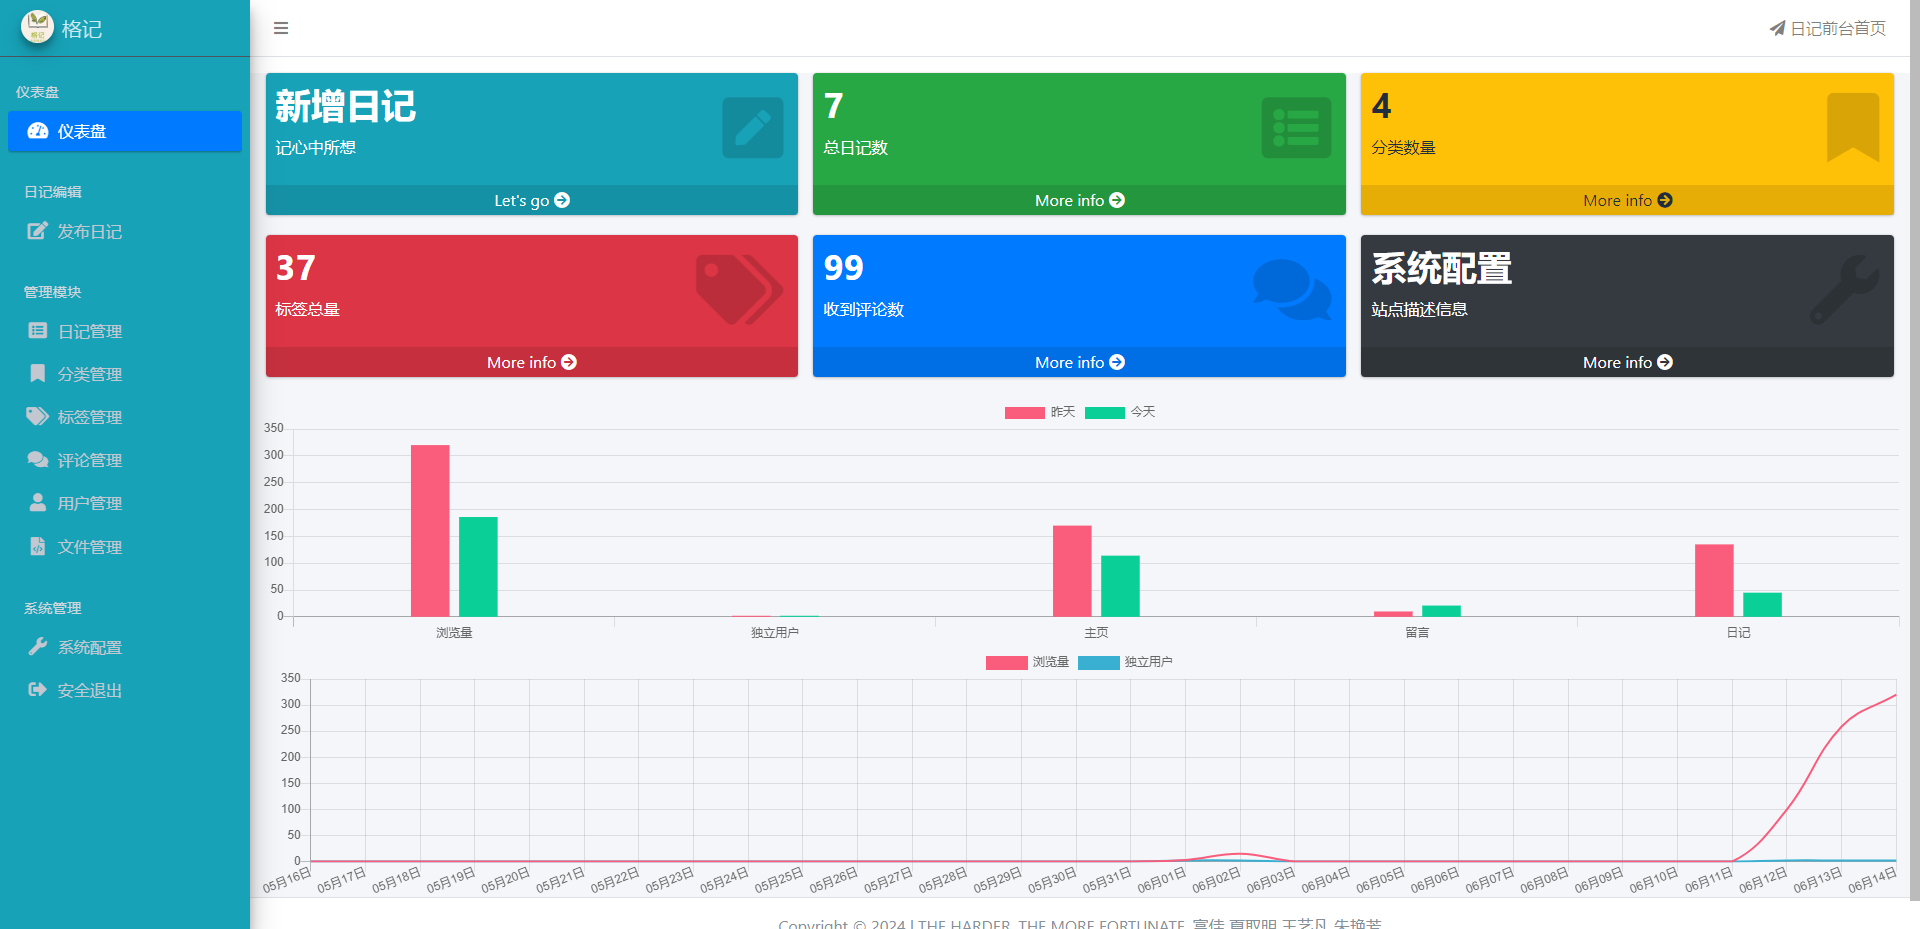 格记
日记前台首页
仪表盘
仪表盘
日记编辑
发布日记
管理模块
日记管理
分类管理
标签管理
评论管理
用户管理
文件管理
系统管理
系统配置
安全退出
新增日记
记心中所想
Let's go
7
总日记数
More info
4
分类数量
More info
37
标签总量
More info
99
收到评论数
More info
系统配置
站点描述信息
More info
昨天 今天
350
300
250
200
150
100
50
0
浏览量 独立用户 主页 留言 日记
浏览量 独立用户
350
300
250
200
150
100
50
0
05月16日 05月17日 05月18日 05月19日 05月20日 05月21日 05月22日 05月23日 05月24日 05月25日 05月26日 05月27日 05月28日 05月29日 05月30日 05月31日 06月01日 06月02日 06月03日 06月04日 06月05日 06月06日 06月07日 06月08日 06月09日 06月10日 06月11日 06月12日 06月13日 06月14日
Copyright © 2024 | THE HARDER, THE MORE FORTUNATE